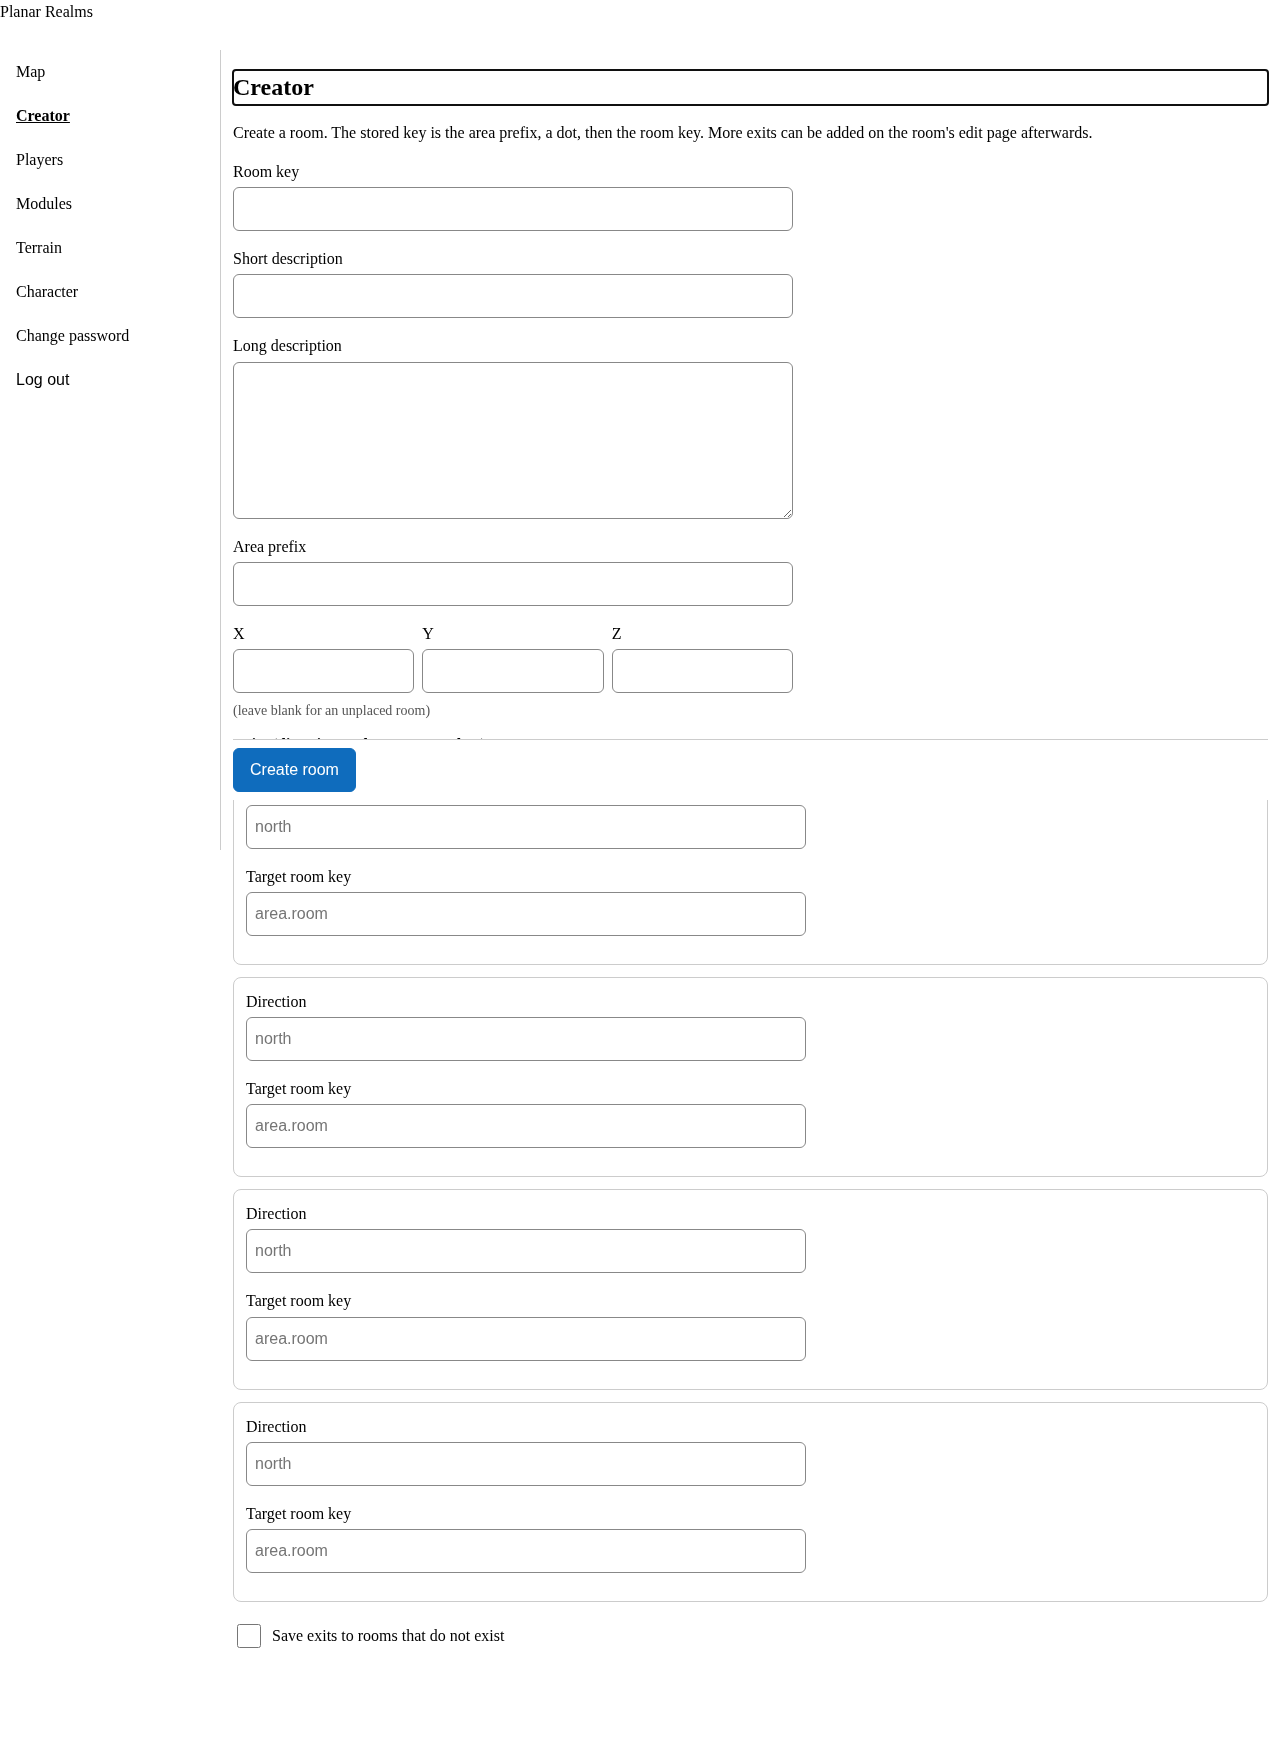 Planar Realms
Map
Creator
Players
Modules
Terrain
Character
Change password
Log out
Creator
Create a room. The stored key is the area prefix, a dot, then the room key. More exits can be added on the room's edit page afterwards.
Room key
Short description
Long description
Area prefix
X Y Z
(leave blank for an unplaced room)
Create room
north
Target room key
area.room
Direction
north
Target room key
area.room
Direction
north
Target room key
area.room
Direction
north
Target room key
area.room
Save exits to rooms that do not exist